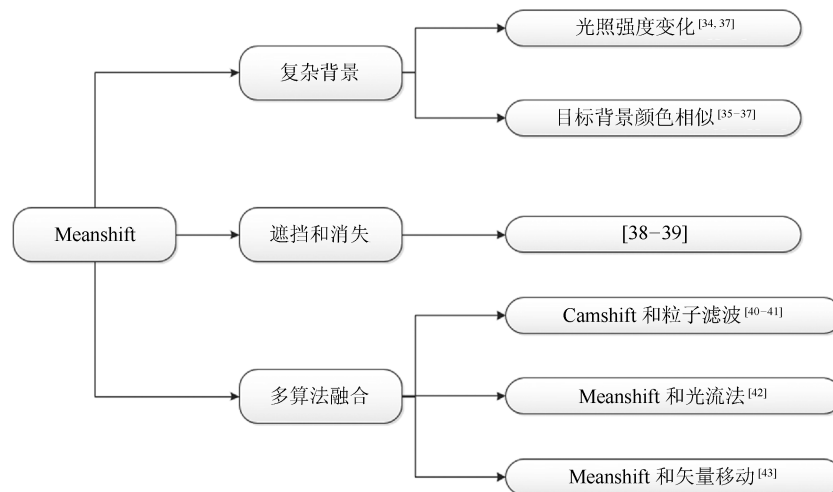 光照强度变化[34, 37]
复杂背景
目标背景颜色相似[35−37]
Meanshift
遮挡和消失
[38−39]
Camshift 和粒子滤波[40−41]
多算法融合
Meanshift 和光流法[42]
Meanshift 和矢量移动[43]